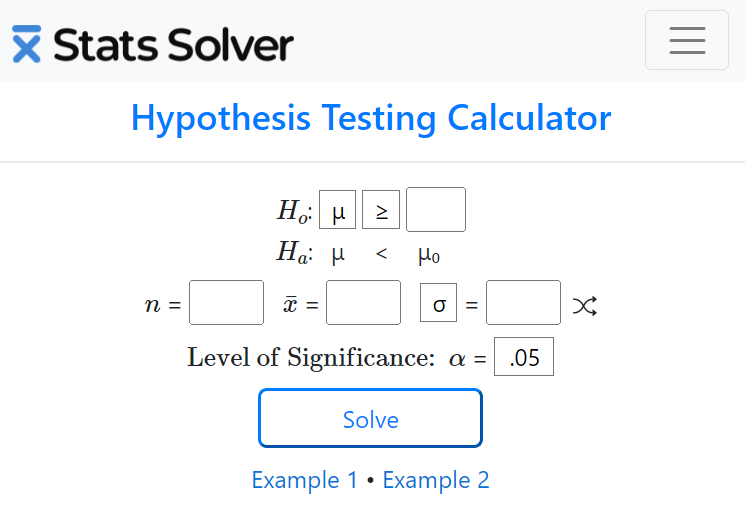 x̄ Stats Solver
Hypothesis Testing Calculator
Hₒ: μ ≥
Hₐ: μ < μ₀
n = x̄ = σ =
Level of Significance: α = .05
Solve
Example 1 • Example 2